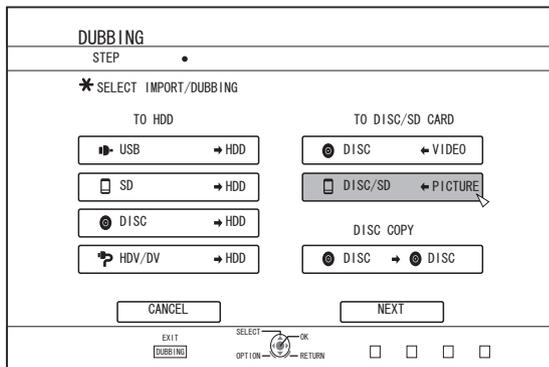 DUBBING
STEP
SELECT IMPORT/DUBBING
TO HDD
USB → HDD
SD → HDD
DISC → HDD
HDV/DV → HDD
TO DISC/SD CARD
DISC ← VIDEO
DISC/SD ← PICTURE
DISC COPY
DISC → DISC
CANCEL
NEXT
EXIT
DUBBING
SELECT
OK
OPTION
RETURN